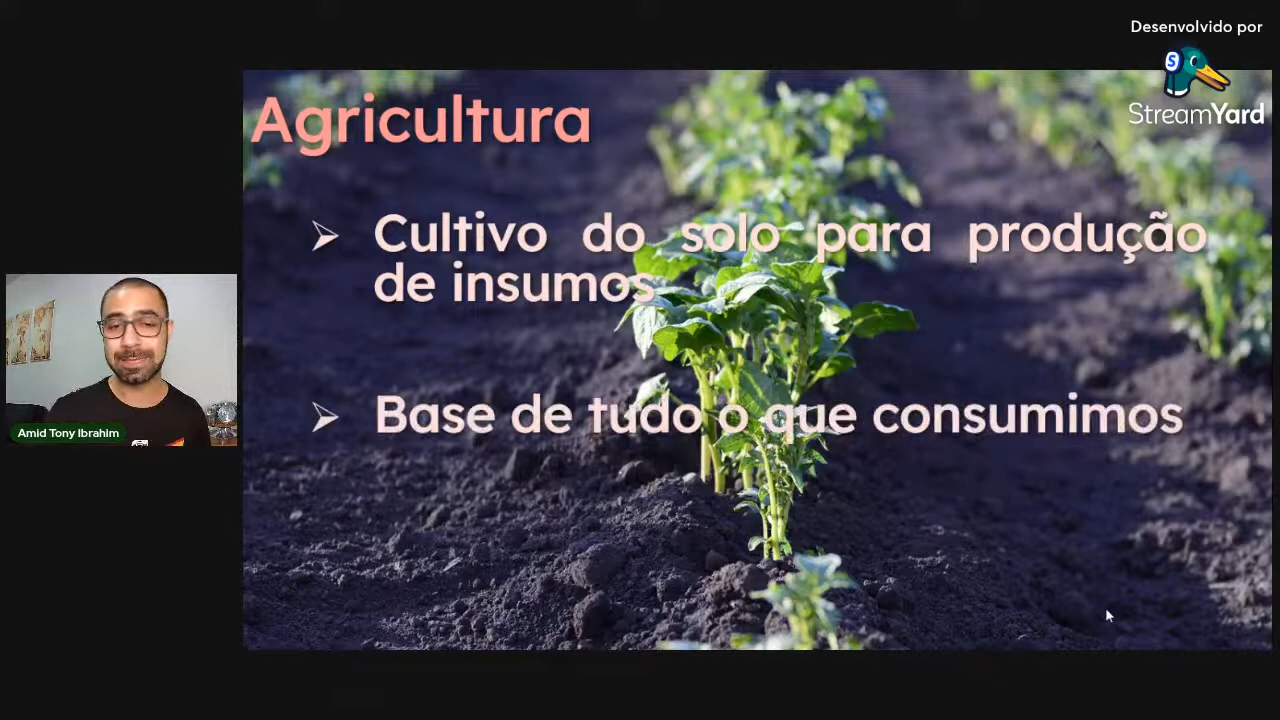 Desenvolvido por
StreamYard
Agricultura
Cultivo do solo para produção
de insumos
Base de tudo o que consumimos
Amid Tony Ibrahim